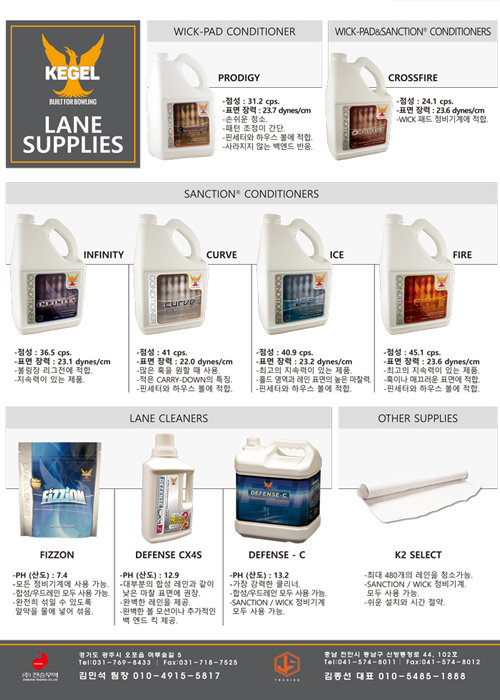 KEGEL
BUILT FOR BOWLING
LANE
SUPPLIES
WICK-PAD CONDITIONER
PRODIGY
-점성 : 31.2 cps.
-표면 장력 : 23.7 dynes/cm
-손쉬운 청소.
-패턴 조정이 간단.
-핀세터와 하우스 볼에 적합.
-사라지지 않는 백엔드 반응.
WICK-PAD&SANCTION® CONDITIONERS
CROSSFIRE
-점성 : 24.1 cps.
-표면 장력 : 23.6 dynes/cm
-WICK 패드 정비기계에 적합.
SANCTION® CONDITIONERS
INFINITY
-점성 : 36.5 cps.
-표면 장력 : 23.1 dynes/cm
-볼링장 리그전에 적합.
-지속력이 있는 제품.
CURVE
-점성 : 41 cps.
-표면 장력 : 22.0 dynes/cm
-많은 훅을 원할 때 사용.
-적은 CARRY-DOWN의 특징.
-핀세터와 하우스 볼에 적합.
ICE
-점성 : 40.9 cps.
-표면 장력 : 23.2 dynes/cm
-최고의 지속력이 있는 제품.
-홀드 영역과 레인 표면의 높은 마찰력.
-핀세터와 하우스 볼에 적합.
FIRE
-점성 : 45.1 cps.
-표면 장력 : 23.6 dynes/cm
-최고의 지속력이 있는 제품.
-훅이나 매끄러운 표면에 적합.
-핀세터와 하우스 볼에 적합.
INFINITY
curve
ICE
FIRE
LANE CLEANERS
FIZZION
FIZZON
-PH (산도) : 7.4
-모든 정비기계에 사용 가능.
-합성/우드레인 모두 사용 가능.
-완전히 섞일 수 있도록
알약을 물에 넣어 섞음.
DEFENSE CX4S
-PH (산도) : 12.9
-대부분의 합성 레인과 같이
낮은 마찰 표면에 권장.
-완벽한 레인을 제공.
-완벽한 볼 모션이나 추가적인
백 엔드 킥 제공.
DEFENSE-C
DEFENSE - C
-PH (산도) : 13.2
-가장 강력한 클리너.
-합성/우드레인 모두 사용 가능.
-SANCTION / WICK 정비기계
모두 사용 가능.
OTHER SUPPLIES
K2 SELECT
-최대 480개의 레인을 청소가능.
-SANCTION / WICK 정비기계
모두 사용 가능.
-쉬운 설치와 시간 절약.
(주) 진승무역
경기도 광주시 오포읍 머루숯길 5
Tel:031-769-8433 | Fax:031-718-7525
김민석 팀장 010-4915-5817
TRADING
충남 천안시 동남구 신방통정로 44, 102호
Tel:041-574-8011 | Fax:041-574-8012
김종선 대표 010-5485-1888